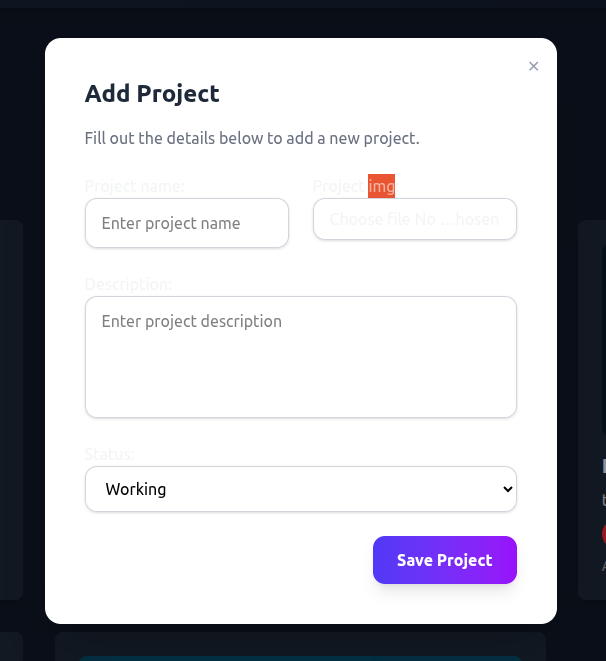 ×
Add Project
Fill out the details below to add a new project.
Project name:
Project img
Enter project name
Choose file No ...hosen
Description:
Enter project description
Status:
Working
Save Project